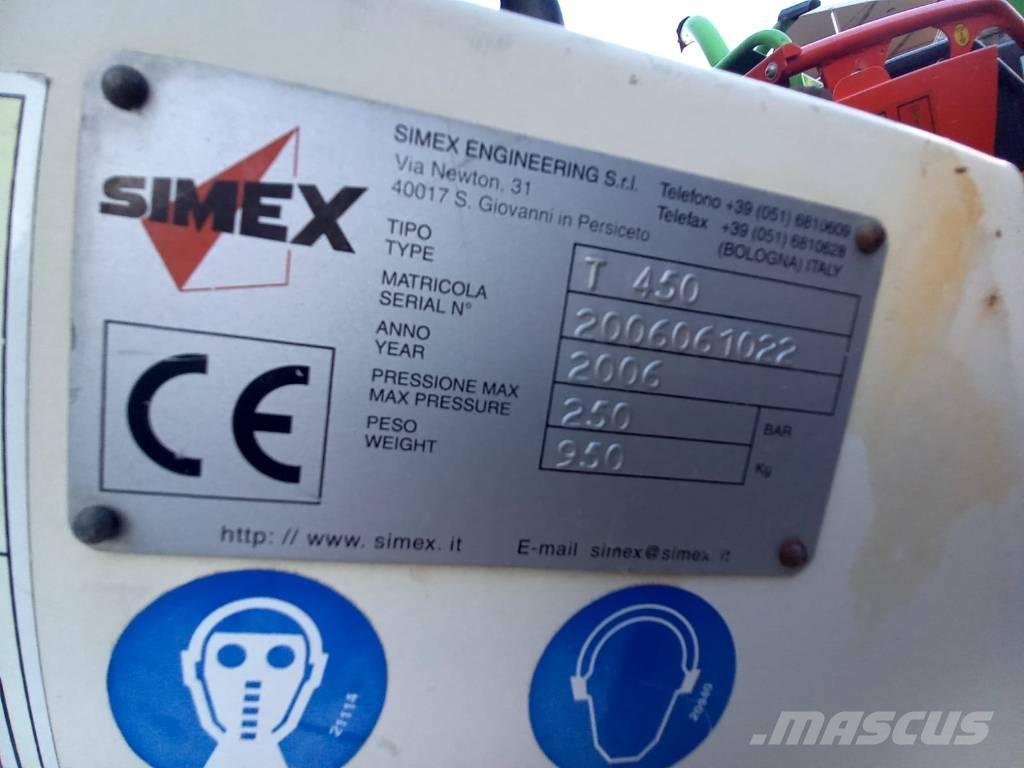 SIMEX
SIMEX ENGINEERING S.r.l.
Via Newton, 31
40017 S. Giovanni in Persiceto
Telefono +39 (051) 6810609
Telefax +39 (051) 6810628
(BOLOGNA) ITALY
TIPO
TYPE
T 450
MATRICOLA
SERIAL N°
2006061022
ANNO
YEAR
2006
PRESSIONE MAX
MAX PRESSURE
250 BAR
PESO
WEIGHT
950 Kg
CE
http: // www. simex. it
E-mail simex@simex. it
21114
20940
.MASCUS